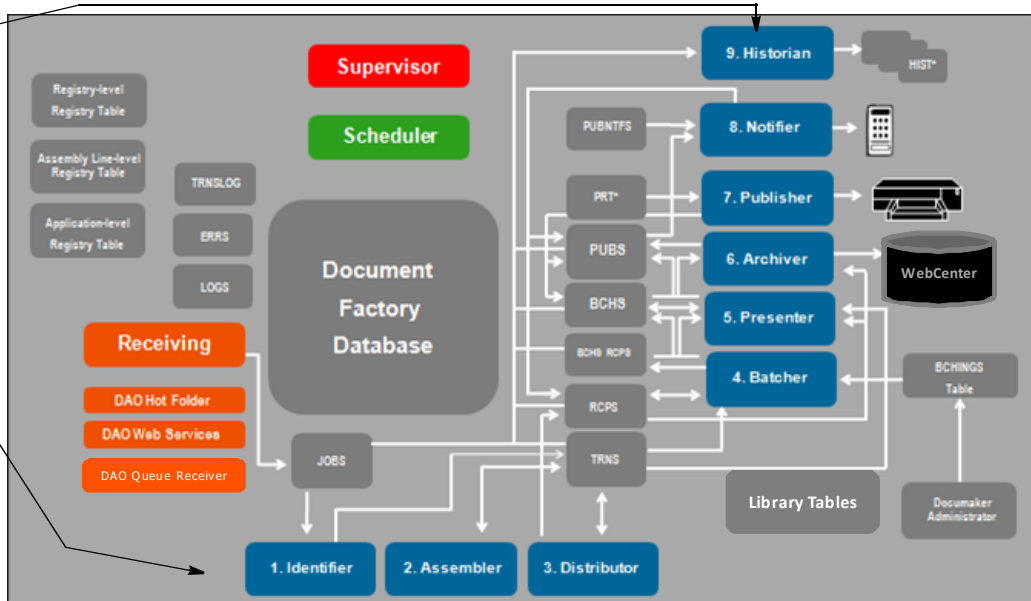 Supervisor
Scheduler
9. Historian
HIST*
Registry-level
Registry Table
Assembly Line-level
Registry Table
Application-level
Registry Table
TRNSLOG
ERRS
LOGS
Document
Factory
Database
PUBNTFS
8. Notifier
PRT*
7. Publisher
PUBS
6. Archiver
WebCenter
BCHS
5. Presenter
BCHS RCPS
4. Batcher
BCHINGS
Table
RCPS
TRNS
Receiving
DAO Hot Folder
DAO Web Services
DAO Queue Receiver
JOBS
Library Tables
Documaker
Administrator
1. Identifier
2. Assembler
3. Distributor